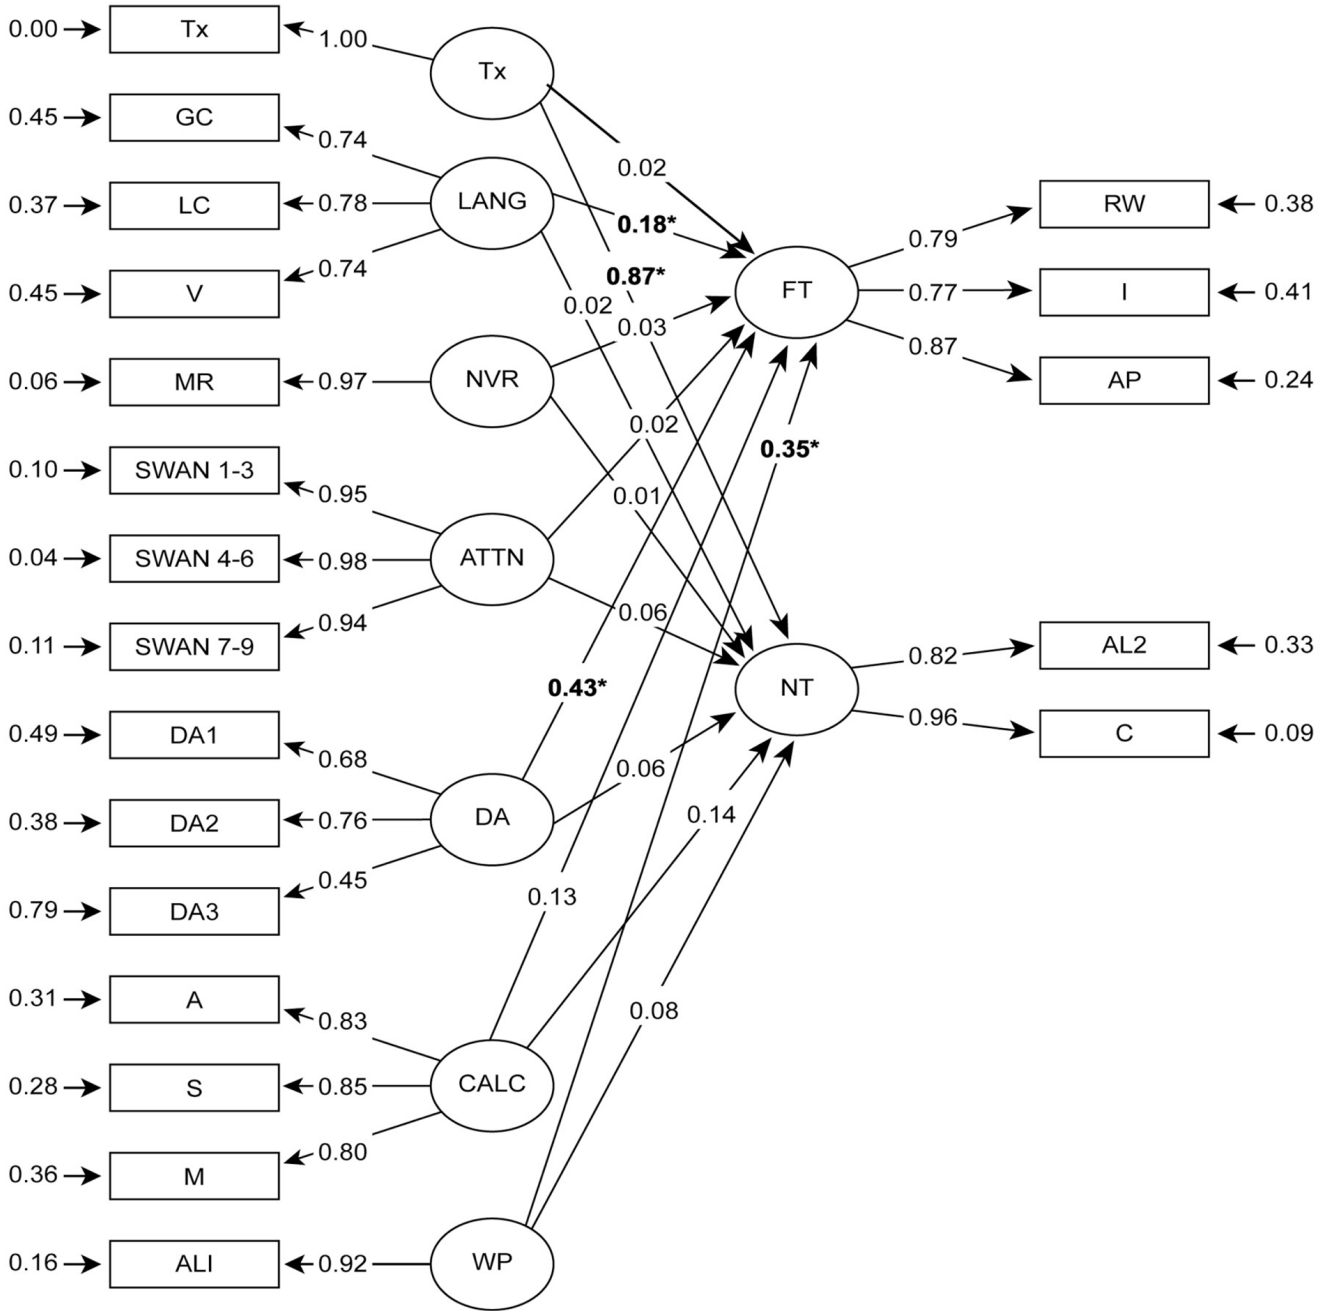 0.00 Tx 1.00 Tx
0.45 GC 0.74
0.02
0.37 LC 0.78 LANG 0.18* RW 0.38
0.79
0.45 V 0.74 0.87* FT 0.77 I 0.41
0.02
0.03
0.87
0.06 MR 0.97 NVR AP 0.24
0.02
0.35*
0.10 SWAN 1-3 0.95
0.01
0.04 SWAN 4-6 0.98 ATTN
0.06
0.11 SWAN 7-9 0.94
0.82 AL2 0.33
0.43* NT
0.96 C 0.09
0.49 DA1 0.68
0.06
0.38 DA2 0.76 DA 0.14
0.79 DA3 0.45
0.13
0.31 A 0.83
0.08
0.28 S 0.85 CALC
0.36 M 0.80
0.16 ALI 0.92 WP